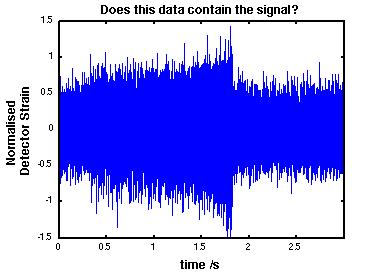 Does this data contain the signal?
1.5
1
0.5
0
-0.5
-1
-1.5
Normalised
Detector Strain
0 0.5 1 1.5 2 2.5
time /s